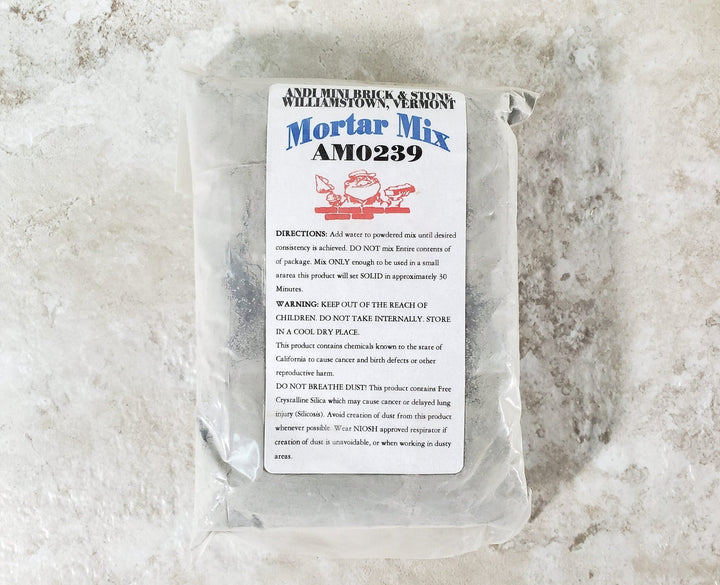 ANDI MINI BRICK & STONE
WILLIAMSTOWN, VERMONT
Mortar Mix
AM0239
DIRECTIONS: Add water to powdered mix until desired
consistency is achieved. DO NOT mix Entire contents of
of package. Mix ONLY enough to be used in a small
ararea this product will set SOLID in approximately 30
Minutes.
WARNING: KEEP OUT OF THE REACH OF
CHILDREN. DO NOT TAKE INTERNALLY. STORE
IN A COOL DRY PLACE.
This product contains chemicals known to the state of
California to cause cancer and birth defects or other
reproductive harm.
DO NOT BREATHE DUST! This product contains Free
Crystalline Silica which may cause cancer or delayed lung
injury (Silicosis). Avoid creation of dust from this product
whenever possible. Wear NIOSH approved respirator if
creation of dust is unavoidable, or when working in dusty
areas.